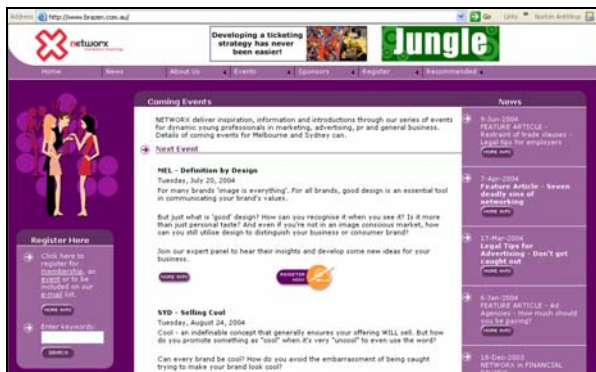 Address http://www.brazen.com.au/
Go Links Norton AntiVirus
networx
Developing a ticketing
strategy has never
been easier!
Jungle
Home News About Us Events Sponsors Register Recommended
Coming Events
NETWORX deliver inspiration, information and introductions through our series of events
for dynamic young professionals in marketing, advertising, pr and general business.
Details of coming events for Melbourne and Sydney can.
Next Event
MEL - Definition by Design
Tuesday, July 20, 2004
For many brands 'image is everything'. For all brands, good design is an essential tool
in communicating your brand's values.
But just what is 'good' design? How can you recognise it when you see it? Is it more
than just personal taste? And even if you're not in an image conscious market, how
can you still utilise design to distinguish your business or consumer brand?
Join our expert panel to hear their insights and develop some new ideas for your
business.
MORE INFO
REGISTER
NOW
SYD - Selling Cool
Tuesday, August 24, 2004
Cool - an indefinable concept that generally ensures your offering WILL sell. But how
do you promote something as "cool" when it's very "uncool" to even use the word?
Can every brand be cool? How do you avoid the embarrassment of being caught
trying to make your brand look cool?
Register Here
Click here to
register for
membership, an
event or to be
included on our
e-mail list.
MORE INFO
Enter keywords:
SEARCH
News
9-Jun-2004
FEATURE ARTICLE -
Restraint of trade clauses -
Legal tips for employers
MORE INFO
7-Apr-2004
Feature Article - Seven
deadly sins of
networking
MORE INFO
17-Mar-2004
Legal Tips for
Advertising - Don't get
caught out
MORE INFO
6-Jan-2004
FEATURE ARTICLE - Ad
Agencies - How much should
you be paying?
MORE INFO
18-Dec-2003
NETWORX in FINANCIAL